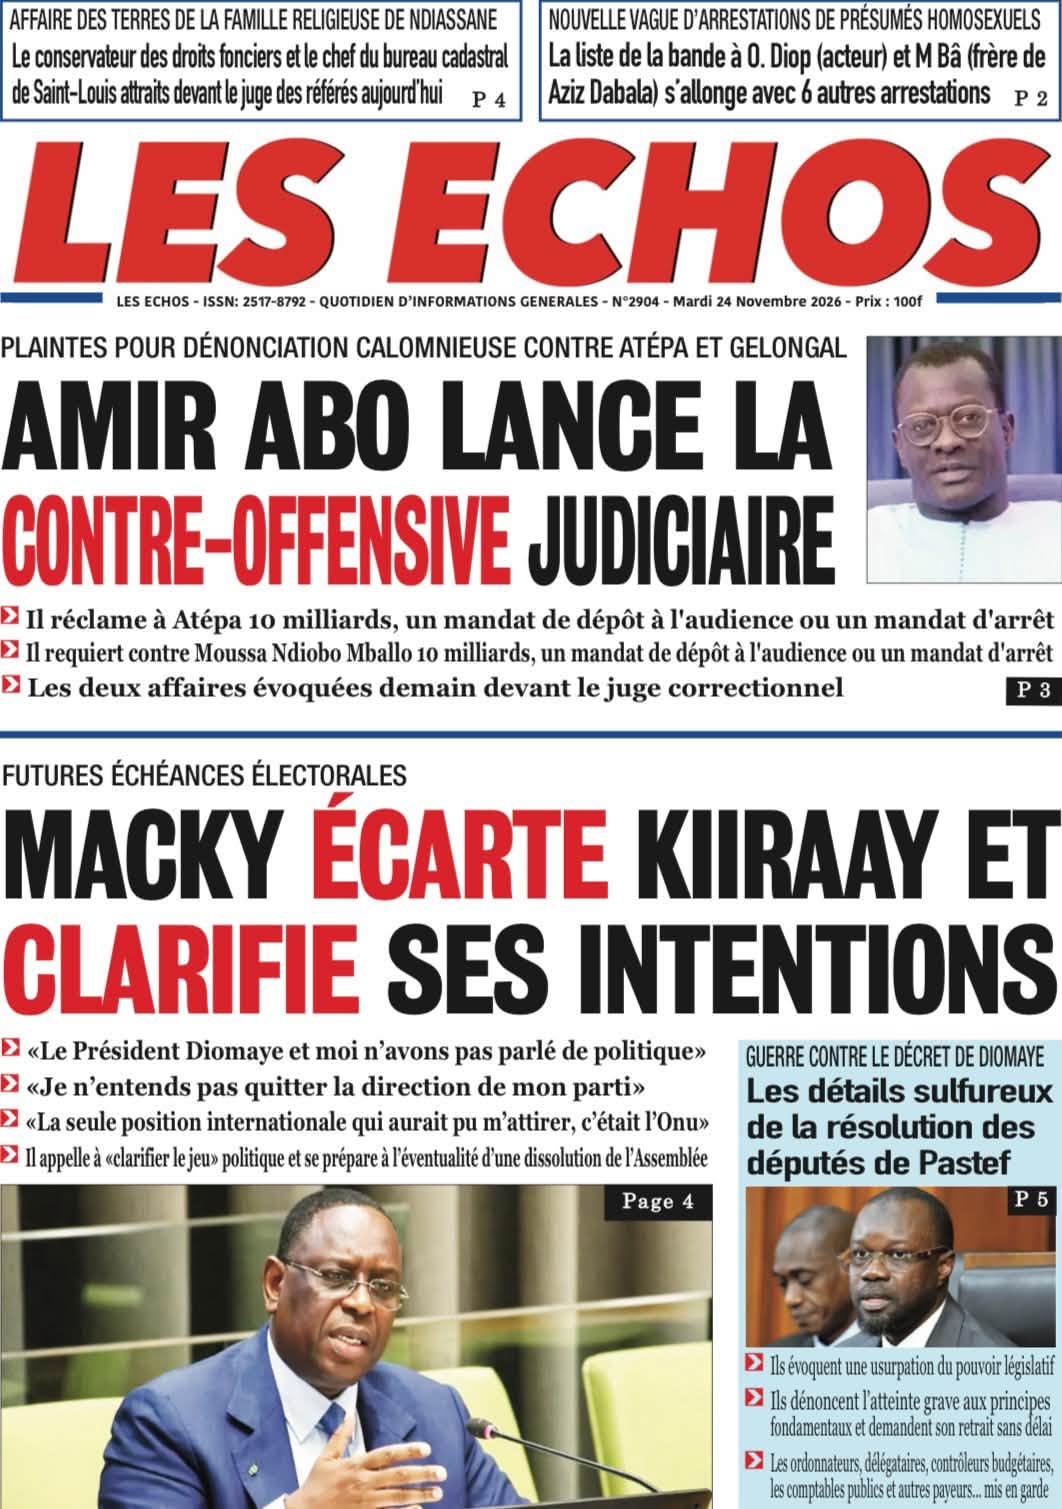 AFFAIRE DES TERRES DE LA FAMILLE RELIGIEUSE DE NDIASSANE
Le conservateur des droits fonciers et le chef du bureau cadastral
de Saint-Louis attraits devant le juge des référés aujourd'hui P 4
NOUVELLE VAGUE D'ARRESTATIONS DE PRÉSUMÉS HOMOSEXUELS
La liste de la bande à O. Diop (acteur) et M Bâ (frère de
Aziz Dabala) s'allonge avec 6 autres arrestations P 2
LES ECHOS
LES ECHOS - ISSN: 2517-8792 - QUOTIDIEN D'INFORMATIONS GENERALES - N°2904 - Mardi 24 Novembre 2026 - Prix : 100f
PLAINTES POUR DÉNONCIATION CALOMNIEUSE CONTRE ATÉPA ET GELONGAL
AMIR ABO LANCE LA
CONTRE-OFFENSIVE JUDICIAIRE
Il réclame à Atépa 10 milliards, un mandat de dépôt à l'audience ou un mandat d'arrêt
Il requiert contre Moussa Ndiobo Mballo 10 milliards, un mandat de dépôt à l'audience ou un mandat d'arrêt
Les deux affaires évoquées demain devant le juge correctionnel
P 3
FUTURES ÉCHÉANCES ÉLECTORALES
MACKY ÉCARTE KIIRAAY ET
CLARIFIE SES INTENTIONS
«Le Président Diomaye et moi n'avons pas parlé de politique»
«Je n'entends pas quitter la direction de mon parti»
«La seule position internationale qui aurait pu m'attirer, c'était l'Onu»
Il appelle à «clarifier le jeu» politique et se prépare à l'éventualité d'une dissolution de l'Assemblée
Page 4
GUERRE CONTRE LE DÉCRET DE DIOMAYE
Les détails sulfureux
de la résolution des
députés de Pastef
P 5
Ils évoquent une usurpation du pouvoir législatif
Ils dénoncent l'atteinte grave aux principes
fondamentaux et demandent son retrait sans délai
Les ordonnateurs, délégataires, contrôleurs budgétaires,
les comptables publics et autres payeurs... mis en garde